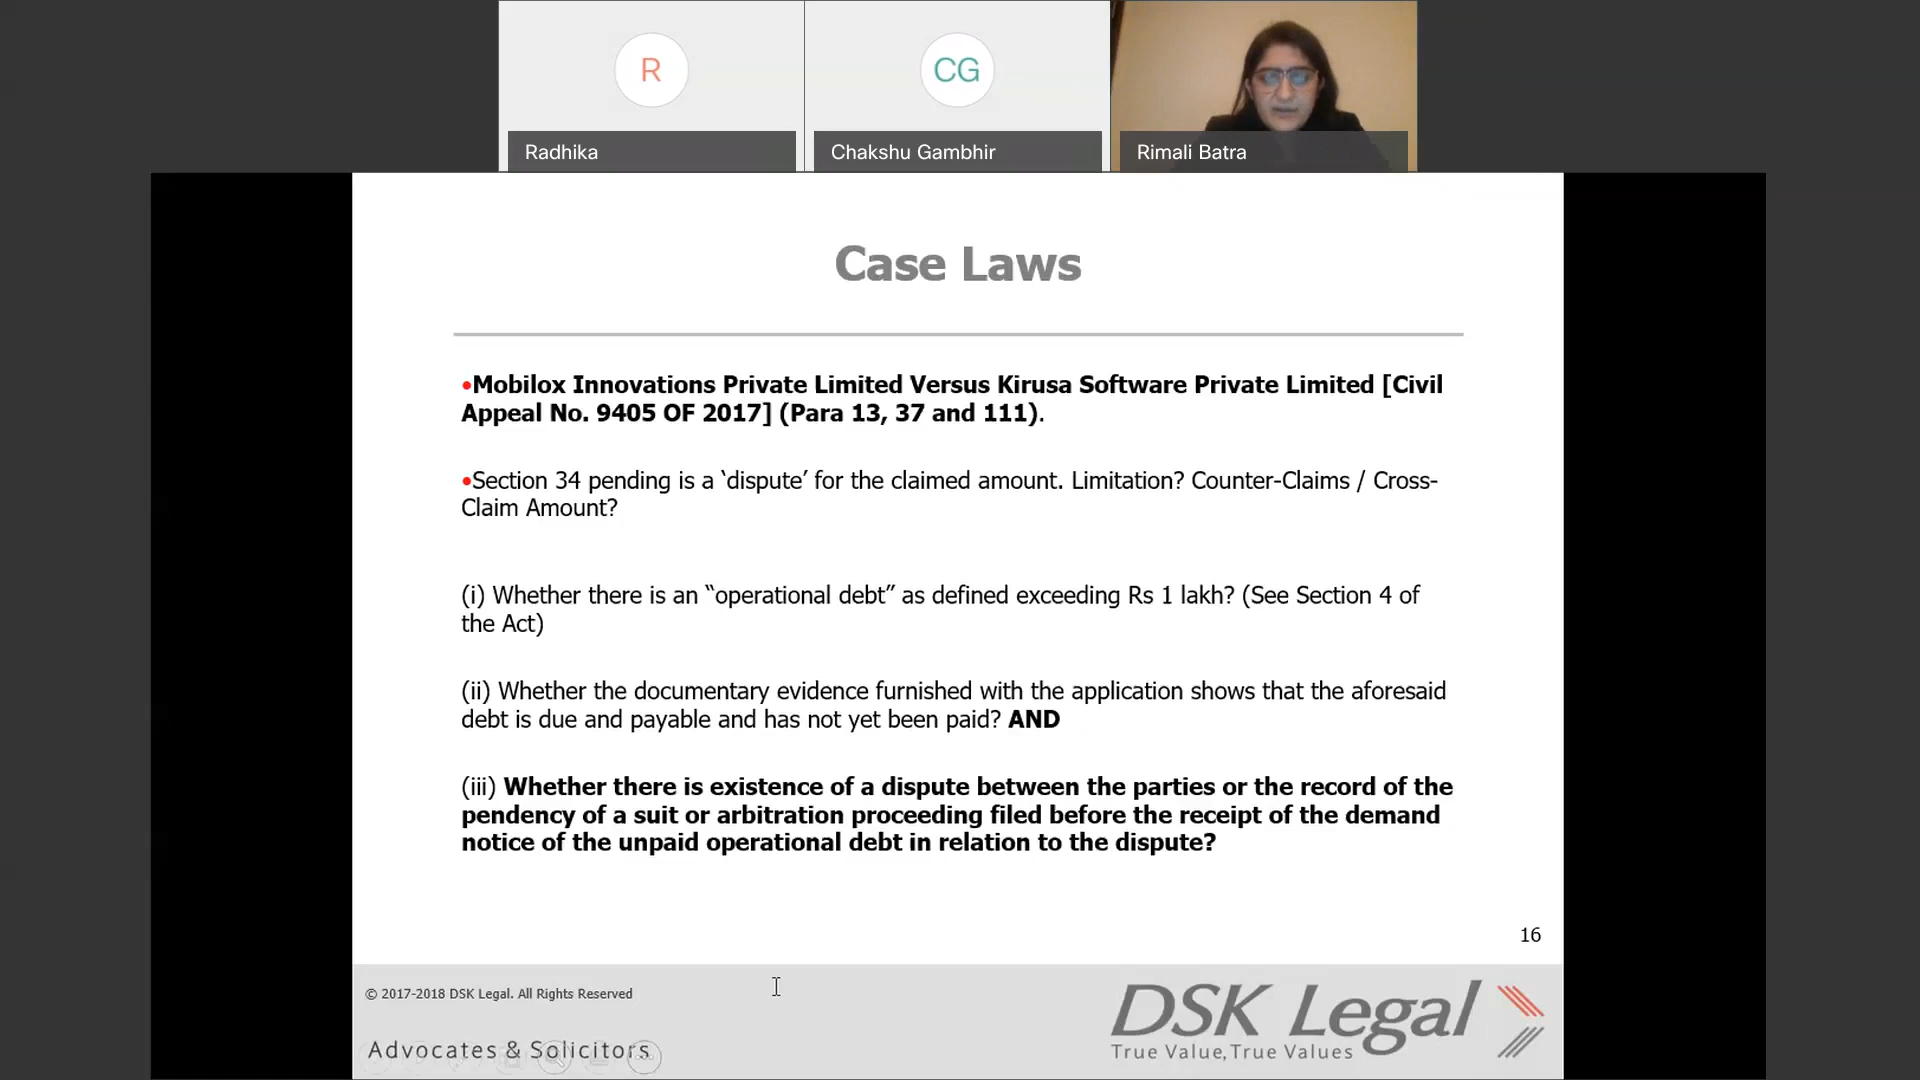 R
CG
Radhika
Chakshu Gambhir
Rimali Batra
Case Laws
•Mobilox Innovations Private Limited Versus Kirusa Software Private Limited [Civil
Appeal No. 9405 OF 2017] (Para 13, 37 and 111).
•Section 34 pending is a ‘dispute’ for the claimed amount. Limitation? Counter-Claims / Cross-
Claim Amount?
(i) Whether there is an “operational debt” as defined exceeding Rs 1 lakh? (See Section 4 of
the Act)
(ii) Whether the documentary evidence furnished with the application shows that the aforesaid
debt is due and payable and has not yet been paid? AND
(iii) Whether there is existence of a dispute between the parties or the record of the
pendency of a suit or arbitration proceeding filed before the receipt of the demand
notice of the unpaid operational debt in relation to the dispute?
16
© 2017-2018 DSK Legal. All Rights Reserved
DSK Legal
True Value,True Values
Advocates & Solicitors